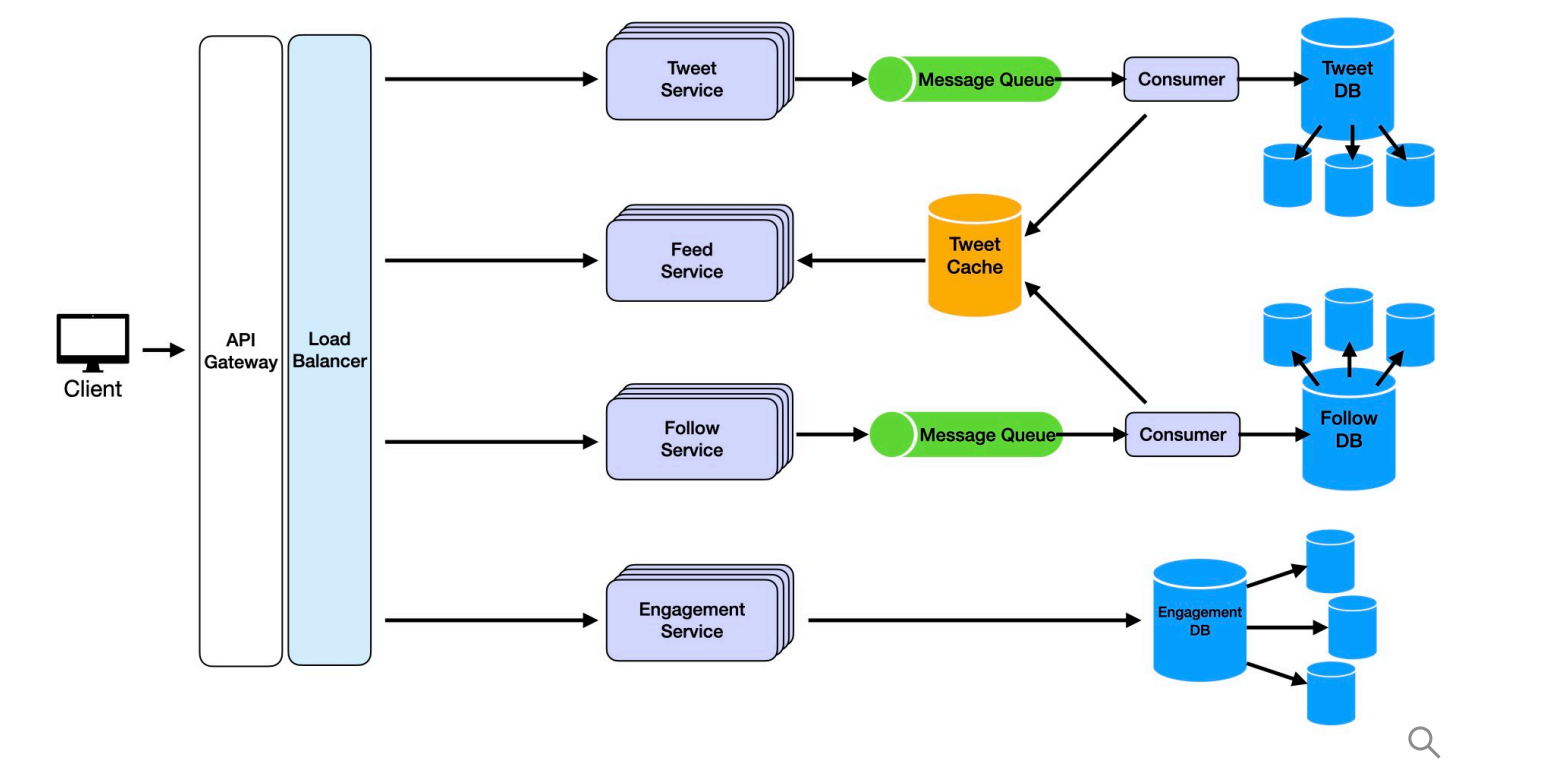 Tweet
Service
Message Queue
Consumer
Tweet
DB
Feed
Service
Tweet
Cache
Client
API
Gateway
Load
Balancer
Follow
Service
Message Queue
Consumer
Follow
DB
Engagement
Service
Engagement
DB